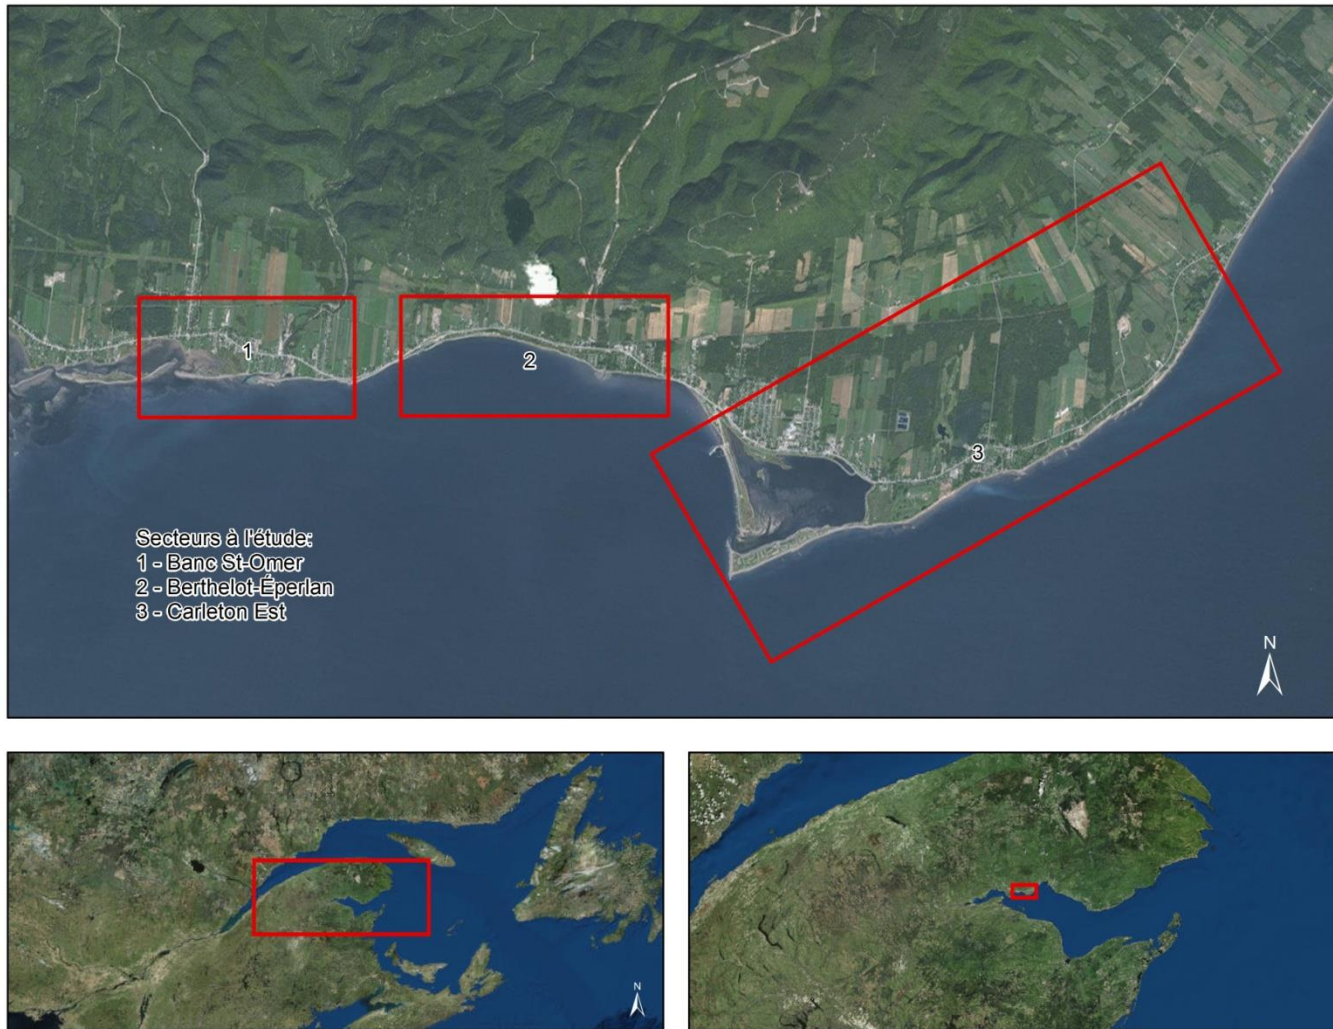 1
2
3
Secteurs à l'étude:
1 - Banc St-Omer
2 - Berthelot-Éperlan
3 - Carleton Est
N
N